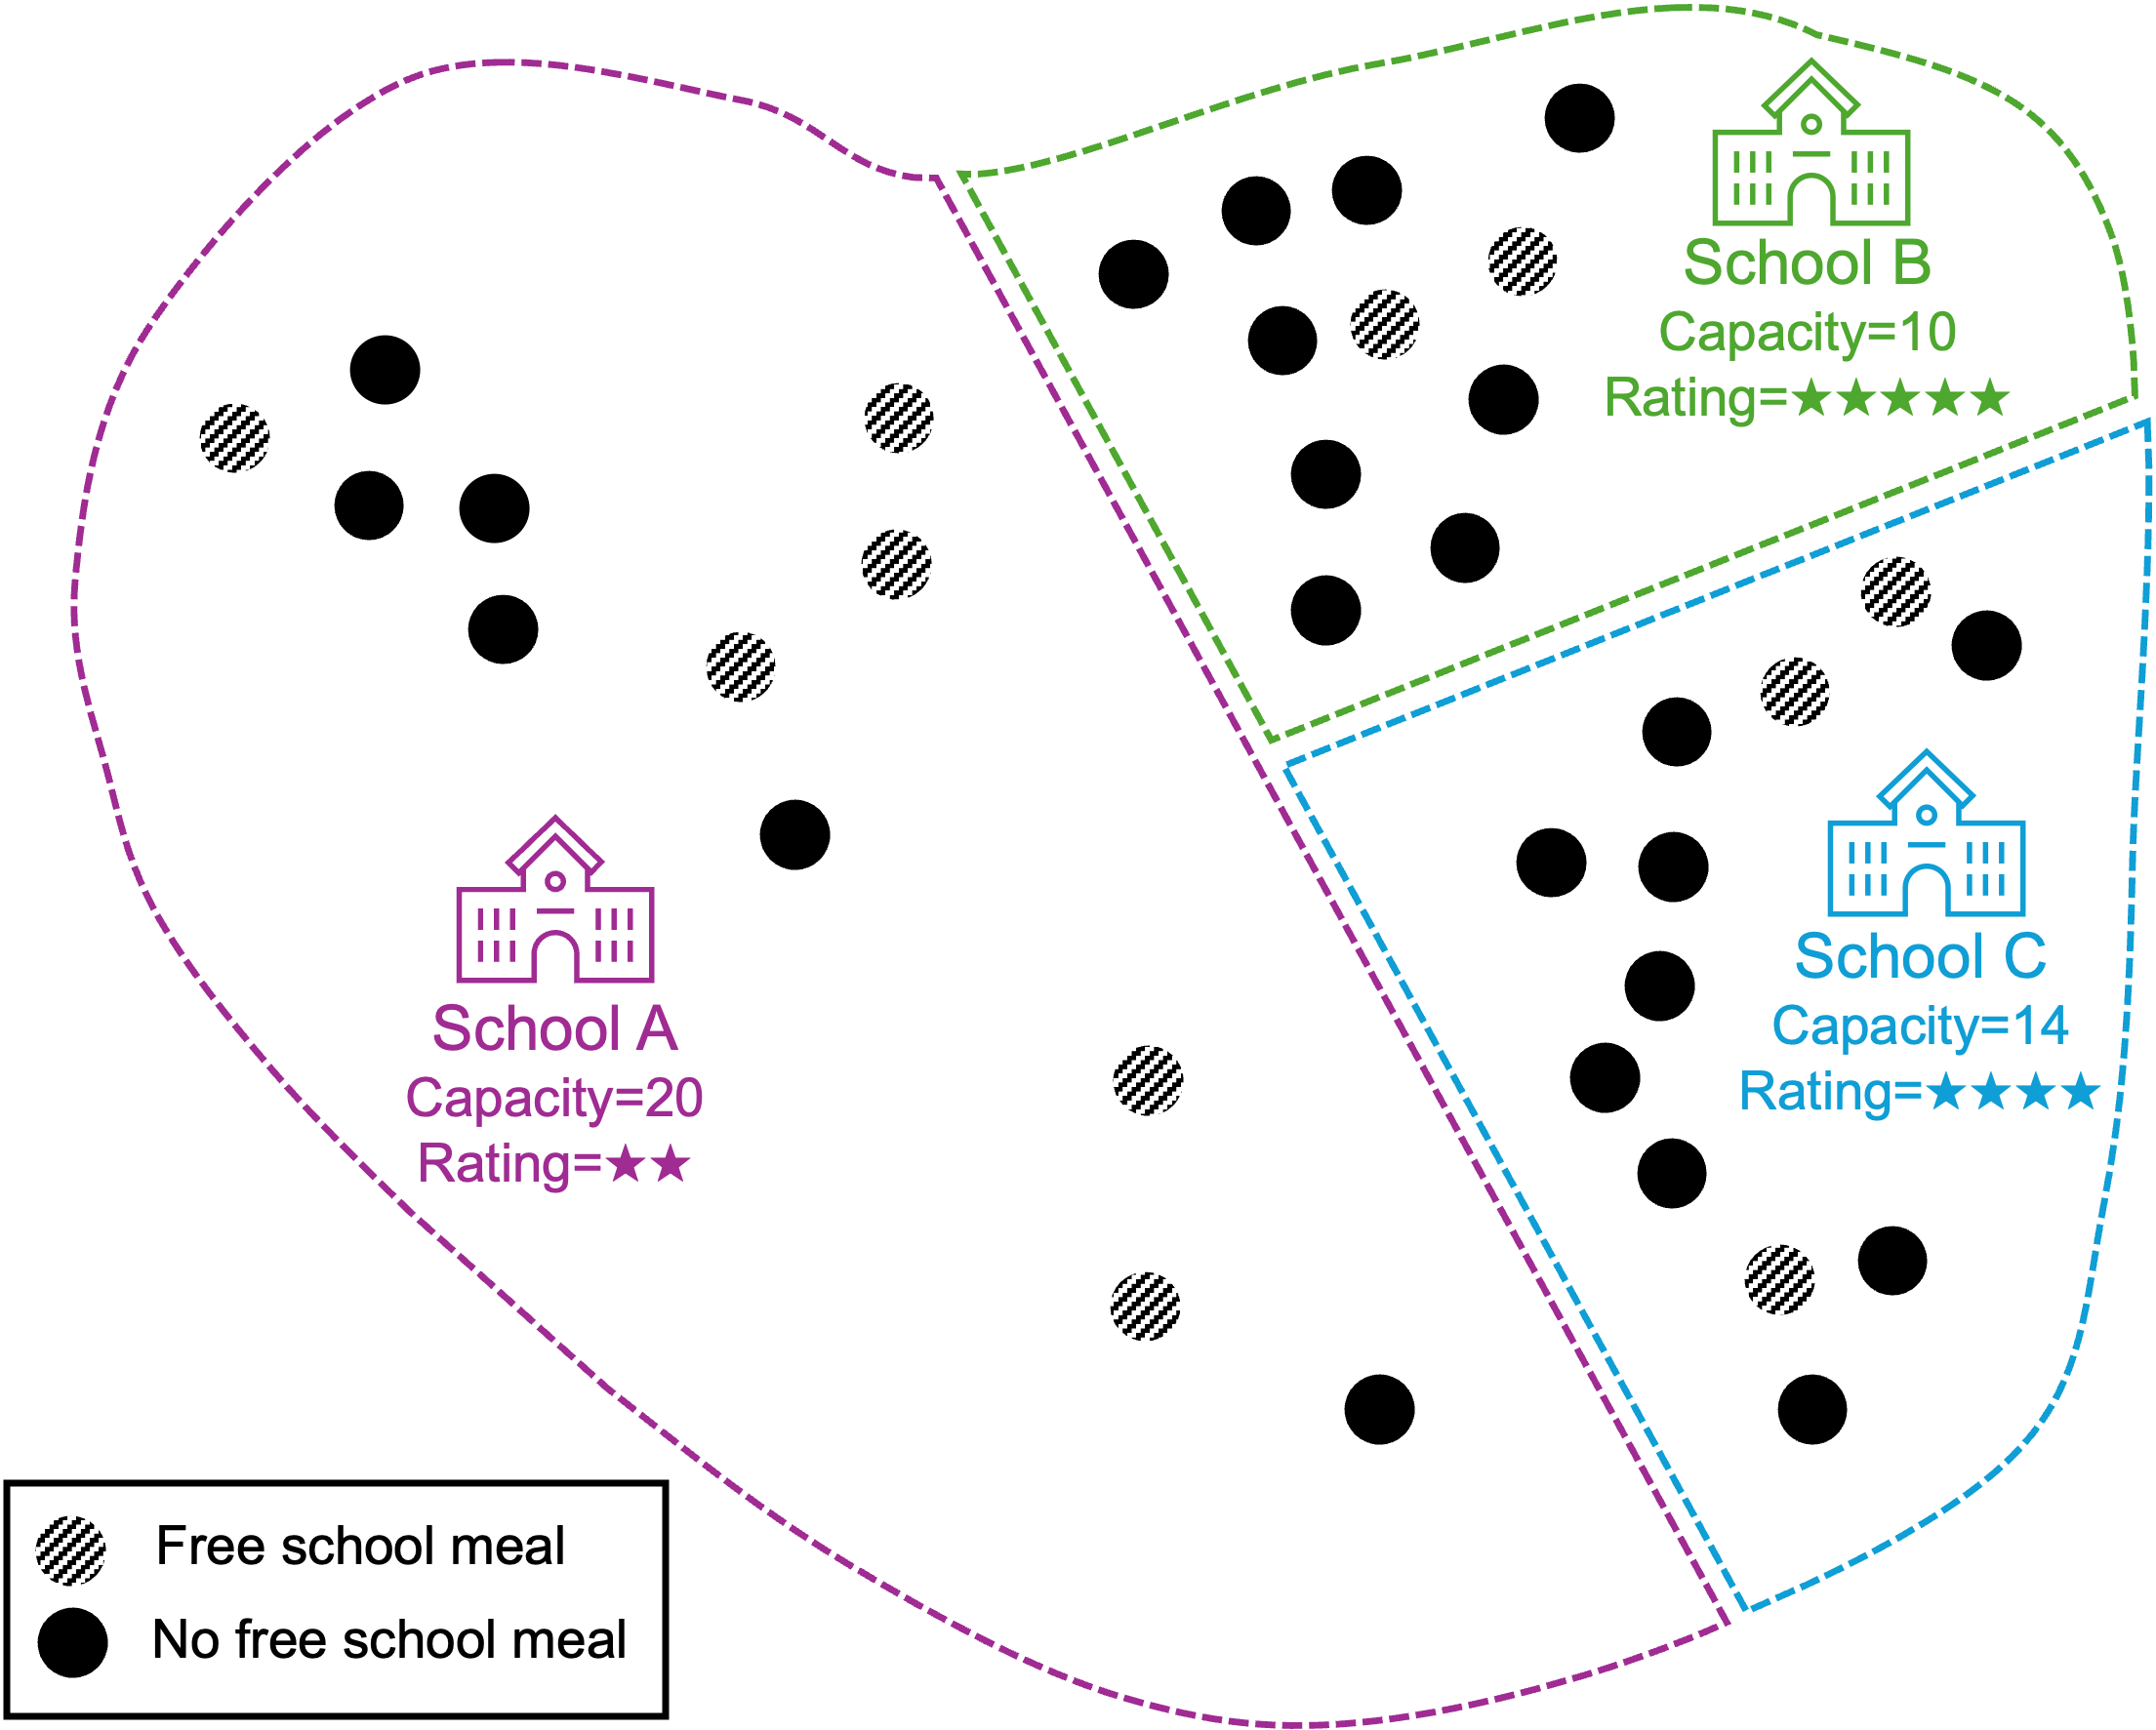 School B
Capacity=10
Rating=★★★★★
School C
Capacity=14
Rating=★★★★
School A
Capacity=20
Rating=★★
Free school meal
No free school meal